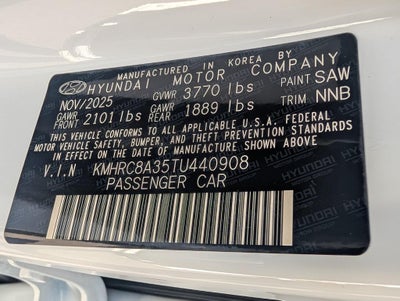 MANUFACTURED IN KOREA BY
HYUNDAI MOTOR COMPANY
NOV/2025 GVWR 3770 lbs PAINT SAW
GAWR FRONT 2101 lbs GAWR REAR 1889 lbs TRIM NNB
THIS VEHICLE CONFORMS TO ALL APPLICABLE U.S.A. FEDERAL
MOTOR VEHICLE SAFETY, BUMPER, AND THEFT PREVENTION STANDARDS
IN EFFECT ON THE DATE OF MANUFACTURE SHOWN ABOVE.
V.I.N KMHRC8A35TU440908
PASSENGER CAR